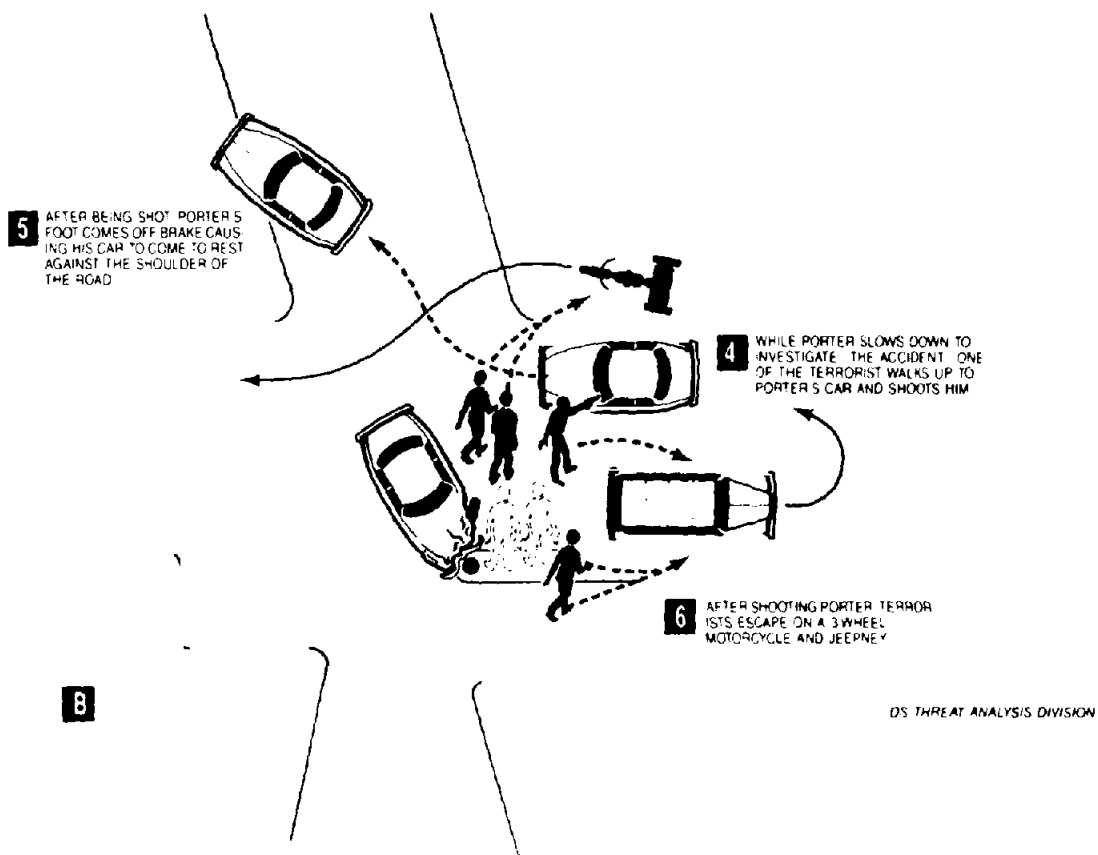 5 AFTER BEING SHOT PORTER S
FOOT COMES OFF BRAKE CAUS
ING HIS CAR TO COME TO REST
AGAINST THE SHOULDER OF
THE ROAD
4 WHILE PORTER SLOWS DOWN TO
INVESTIGATE THE ACCIDENT ONE
OF THE TERRORIST WALKS UP TO
PORTER S CAR AND SHOOTS HIM
6 AFTER SHOOTING PORTER TERROR
ISTS ESCAPE ON A 3 WHEEL
MOTORCYCLE AND JEEPNEY
B
DS THREAT ANALYSIS DIVISION